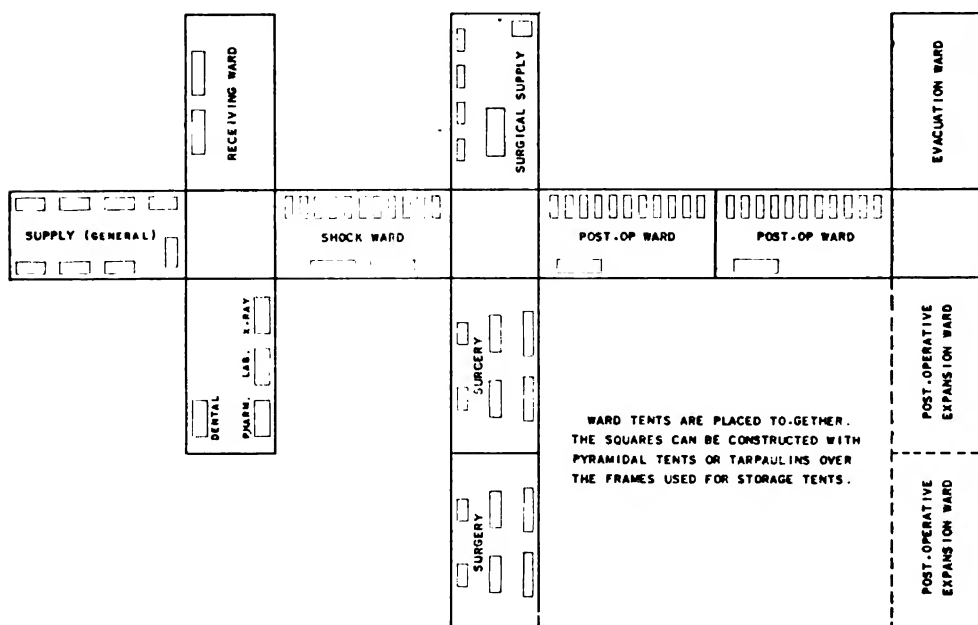 RECEIVING WARD
SURGICAL SUPPLY
EVACUATION WARD
SUPPLY (GENERAL)
SHOCK WARD
POST-OP WARD
POST-OP WARD
X-RAY
LAB.
PHARM.
DENTAL
SURGERY
SURGERY
WARD TENTS ARE PLACED TO-GETHER.
THE SQUARES CAN BE CONSTRUCTED WITH
PYRAMIDAL TENTS OR TARPAULINS OVER
THE FRAMES USED FOR STORAGE TENTS.
POST-OPERATIVE
EXPANSION WARD
POST-OPERATIVE
EXPANSION WARD